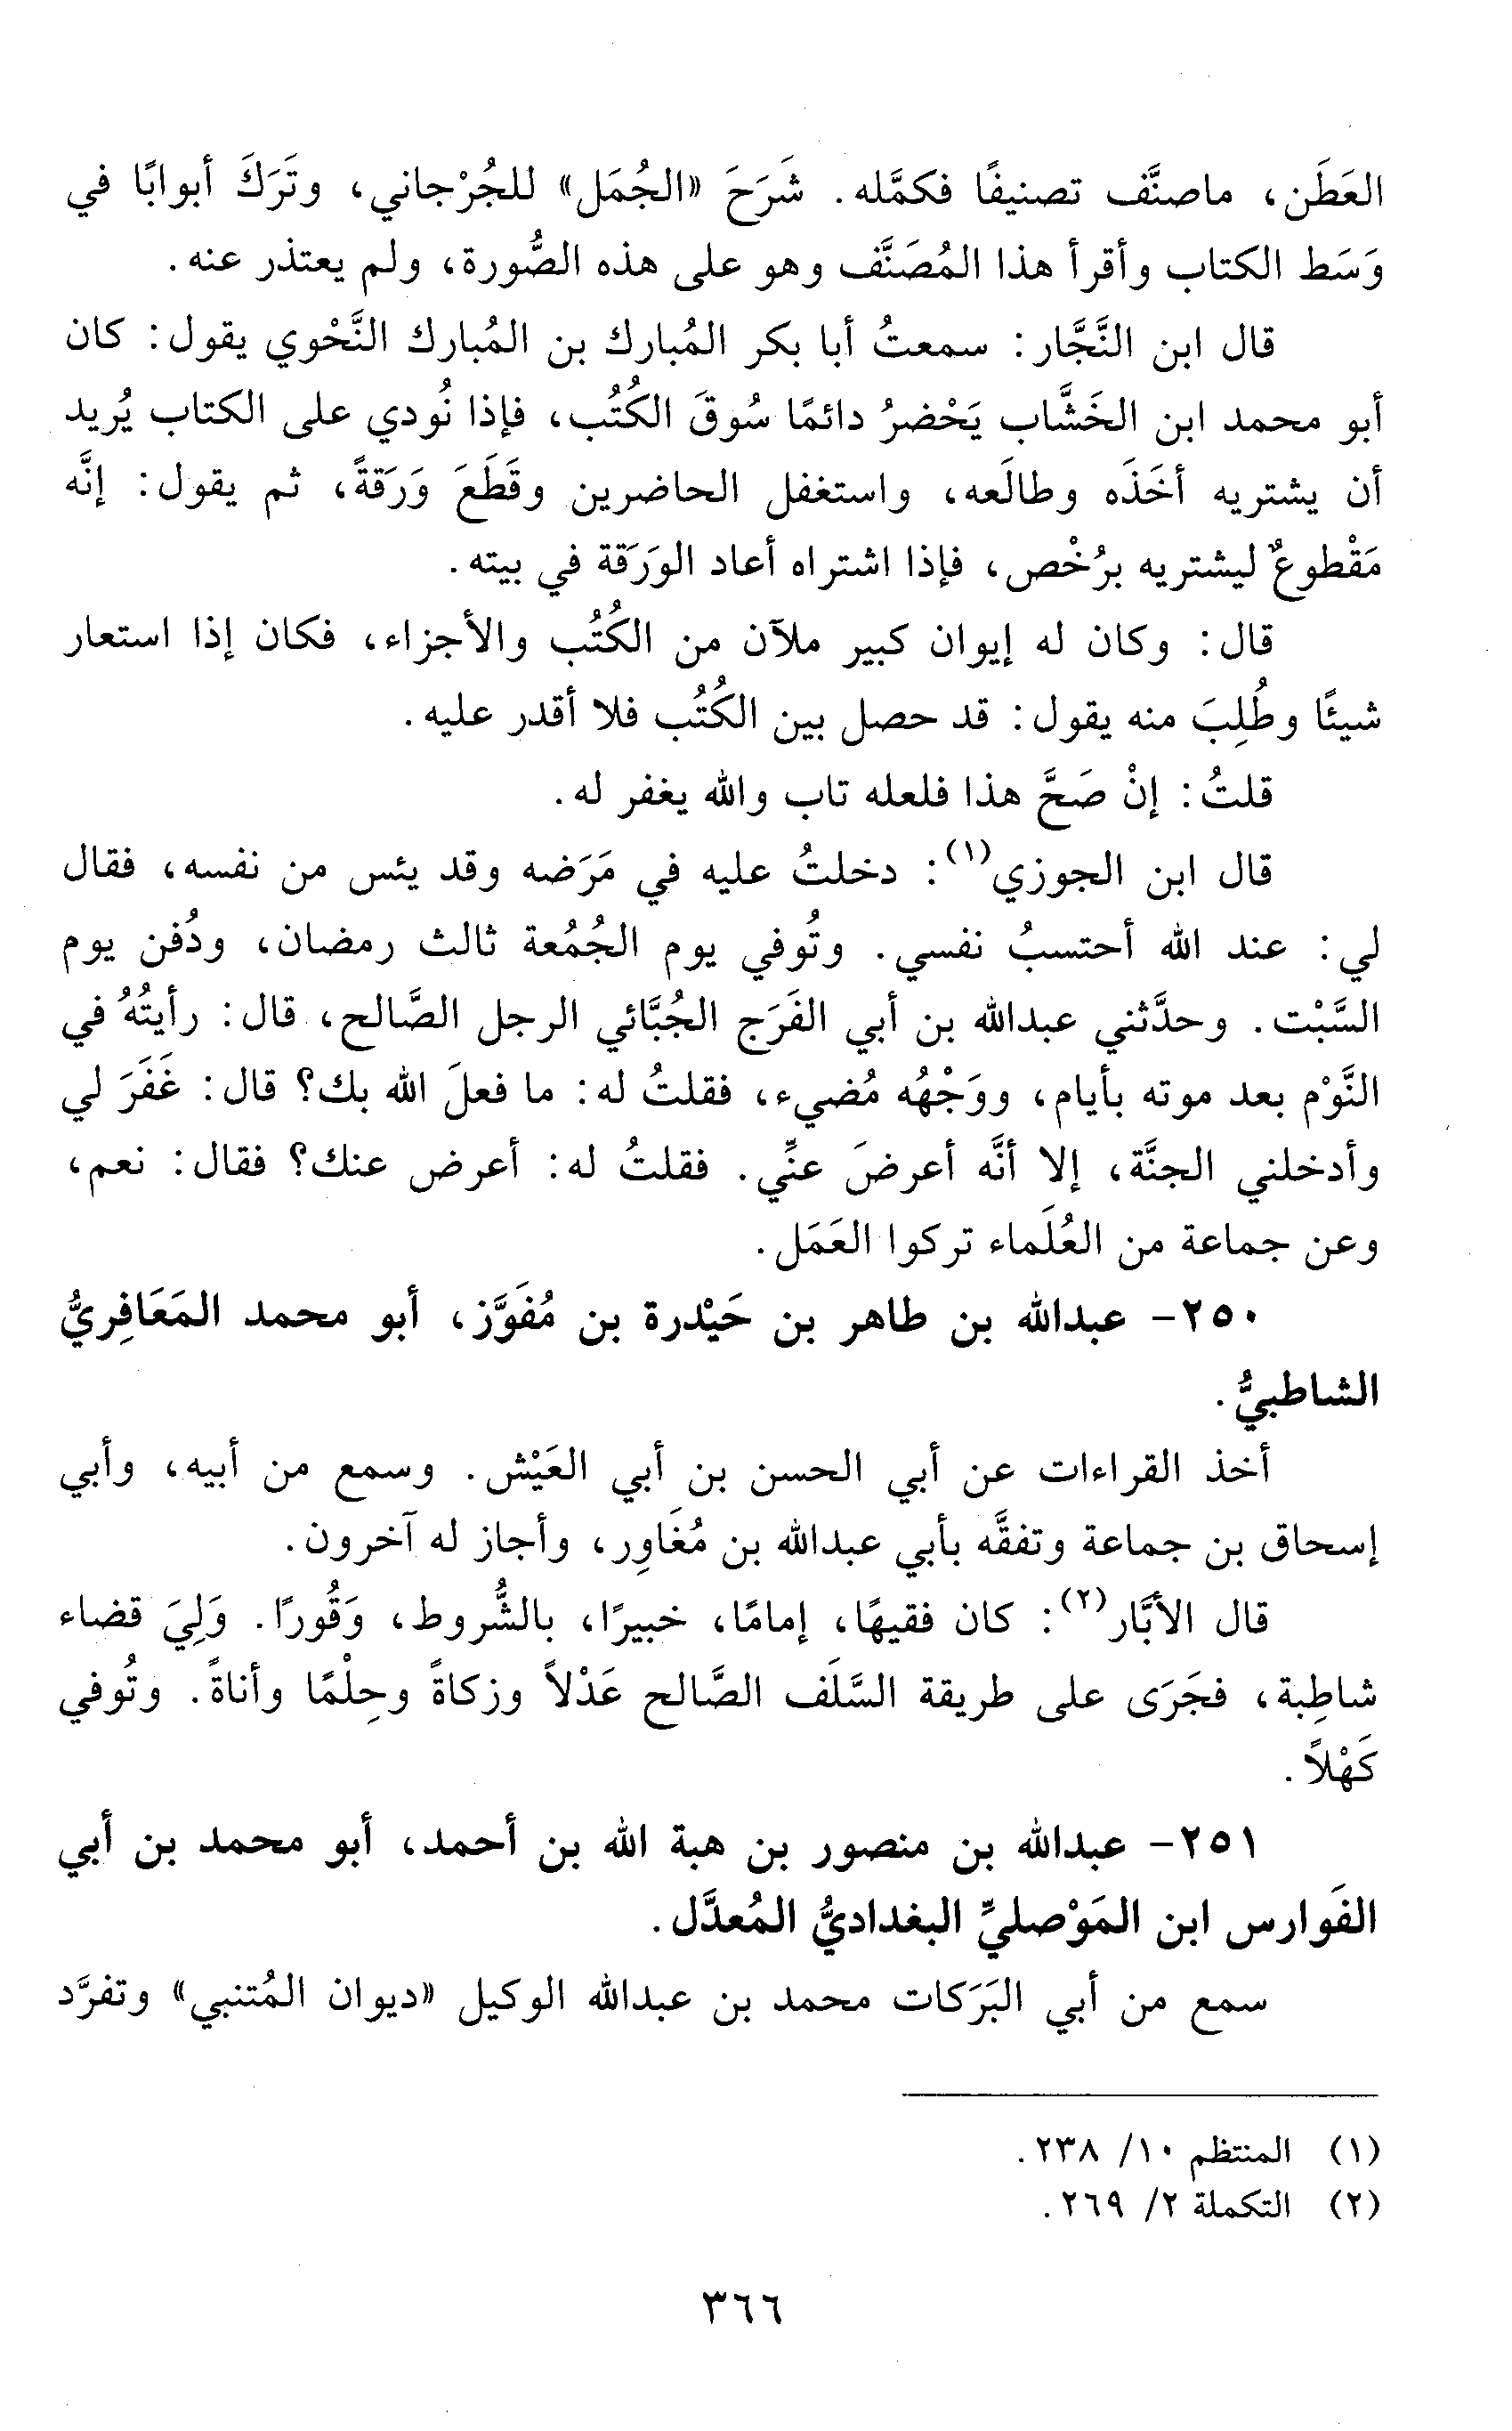 العَطَن، ماصنَّف تصنيفًا فكمَّله. شَرَحَ «الجُمَل» للجُرْجاني، وتَرَكَ أبوابًا في
وَسَط الكتاب وأقرأ هذا المُصَنَّف وهو على هذه الصُّورة، ولم يعتذر عنه.
قال ابن النَّجَّار: سمعتُ أبا بكر المُبارك بن المُبارك النَّحْوي يقول: كان
أبو محمد ابن الخَشَّاب يَحْضرُ دائمًا سُوقَ الكُتُب، فإذا نُودي على الكتاب يُريد
أن يشتريه أخَذَه وطالَعه، واستغفل الحاضرين وقَطَعَ وَرَقةً، ثم يقول: إنَّه
مَقْطوعٌ ليشتريه برُخْص، فإذا اشتراه أعاد الوَرَقة في بيته.
قال: وكان له إيوان كبير ملآن من الكُتُب والأجزاء، فكان إذا استعار
شيئًا وطُلِبَ منه يقول: قد حصل بين الكُتُب فلا أقدر عليه.
قلتُ: إنْ صَحَّ هذا فلعله تاب والله يغفر له.
قال ابن الجوزي(١): دخلتُ عليه في مَرَضه وقد يئس من نفسه، فقال
لي: عند الله أحتسبُ نفسي. وتُوفي يوم الجُمُعة ثالث رمضان، ودُفن يوم
السَّبْت. وحدَّثني عبدالله بن أبي الفَرَج الجُبَّائي الرجل الصَّالح، قال: رأيتُهُ في
النَّوْم بعد موته بأيام، ووَجْهُه مُضيء، فقلتُ له: ما فعلَ الله بك؟ قال: غَفَرَ لي
وأدخلني الجنَّة، إلا أنَّه أعرضَ عنِّي. فقلتُ له: أعرض عنك؟ فقال: نعم،
وعن جماعة من العُلَماء تركوا العَمَل.
٢٥٠- عبدالله بن طاهر بن حَيْدرة بن مُفَوَّز، أبو محمد المَعَافِريُّ
الشاطبيُّ.
أخذ القراءات عن أبي الحسن بن أبي العَيْش. وسمع من أبيه، وأبي
إسحاق بن جماعة وتفقَّه بأبي عبدالله بن مُغَاوِر، وأجاز له آخرون.
قال الأبَّار(٢): كان فقيهًا، إمامًا، خبيرًا، بالشُّروط، وَقُورًا. وَلِيَ قضاء
شاطِبة، فجَرَى على طريقة السَّلَف الصَّالح عَدْلاً وزكاةً وحِلْمًا وأناةً. وتُوفي
كَهْلاً.
٢٥١- عبدالله بن منصور بن هبة الله بن أحمد، أبو محمد بن أبي
الفَوارس ابن المَوْصليِّ البغداديُّ المُعدَّل.
سمع من أبي البَرَكات محمد بن عبدالله الوكيل «ديوان المُتنبي» وتفرَّد
(١) المنتظم ١٠/ ٢٣٨.
(٢) التكملة ٢/ ٢٦٩.
٣٦٦